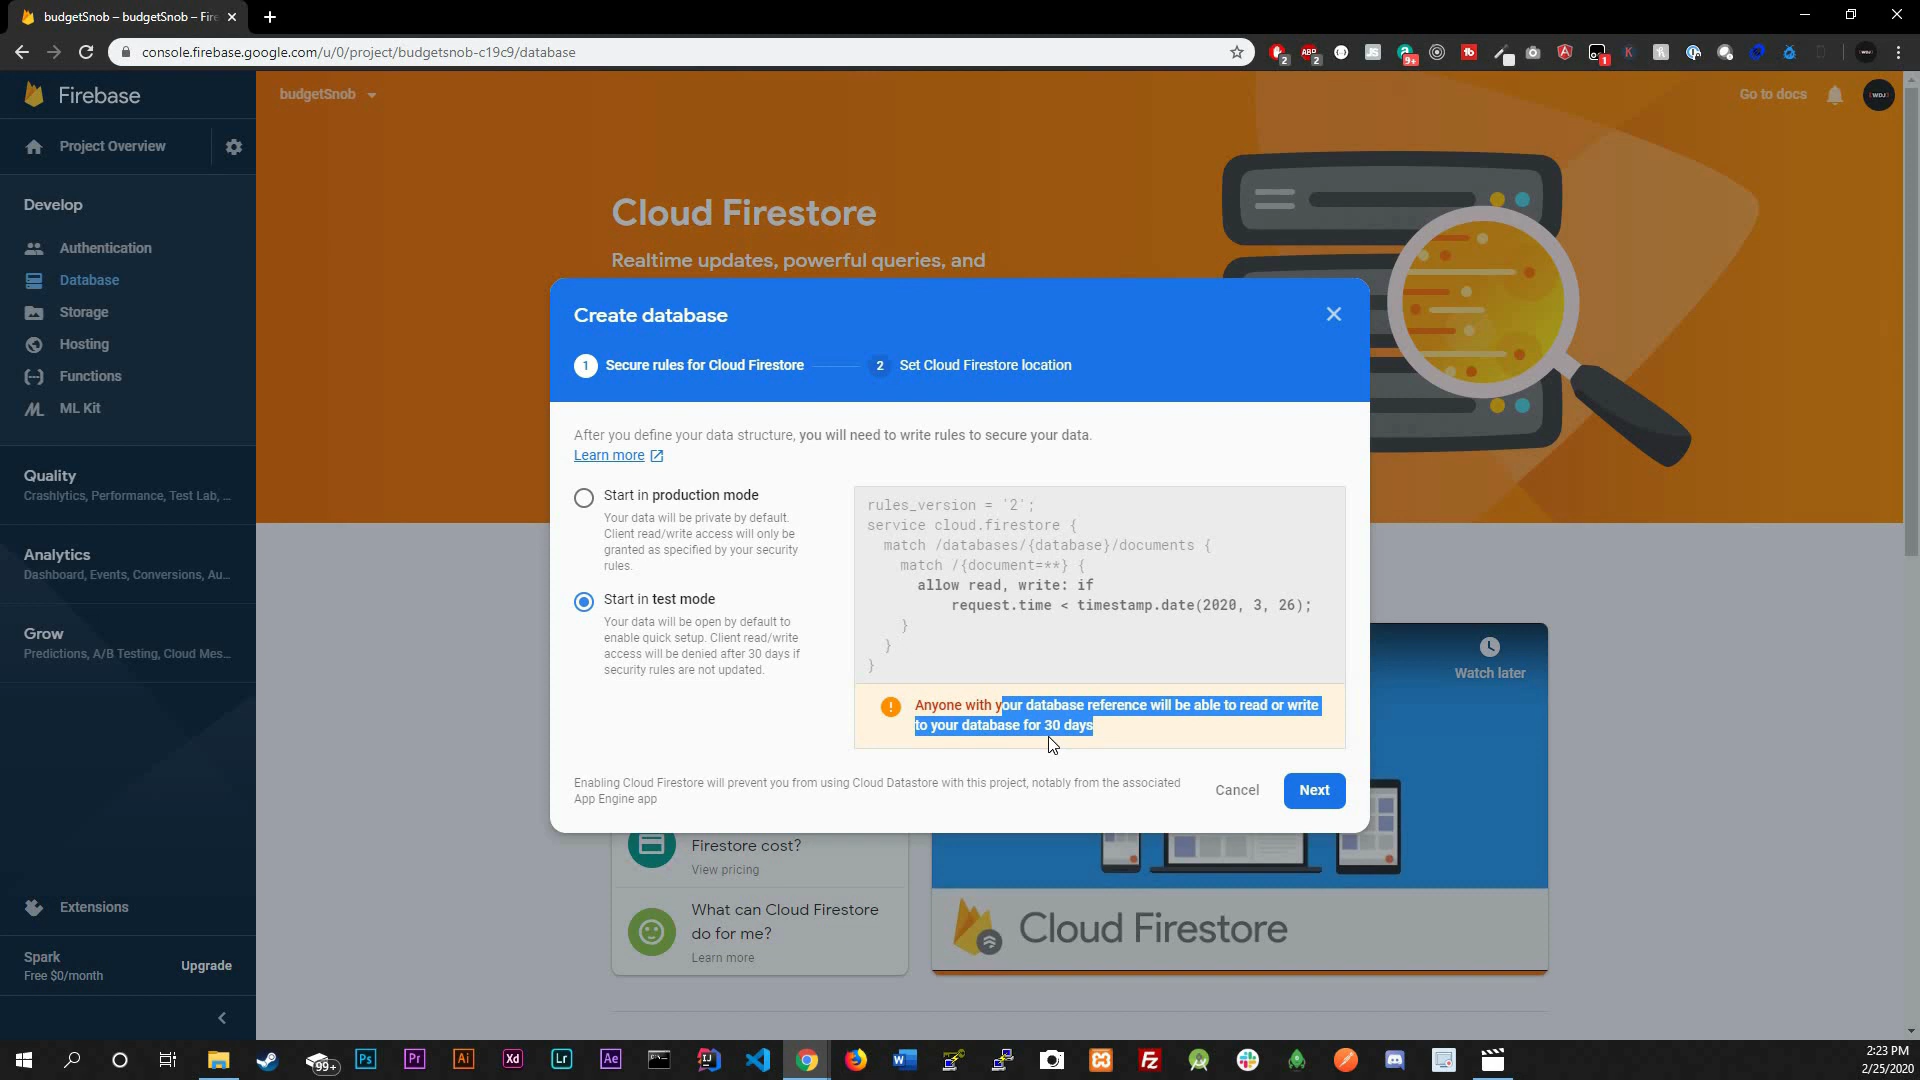 budgetSnob – budgetSnob – Fire
console.firebase.google.com/u/0/project/budgetsnob-c19c9/database
Firebase
budgetSnob
Go to docs
Project Overview
Develop
Authentication
Database
Storage
Hosting
Functions
ML Kit
Quality
Crashlytics, Performance, Test Lab, ...
Analytics
Dashboard, Events, Conversions, Au...
Grow
Predictions, A/B Testing, Cloud Mes...
Extensions
Spark
Free $0/month
Upgrade
Cloud Firestore
Realtime updates, powerful queries, and
Create database
1 Secure rules for Cloud Firestore
2 Set Cloud Firestore location
After you define your data structure, you will need to write rules to secure your data.
Learn more
Start in production mode
Your data will be private by default.
Client read/write access will only be
granted as specified by your security
rules.
Start in test mode
Your data will be open by default to
enable quick setup. Client read/write
access will be denied after 30 days if
security rules are not updated.
rules_version = '2';
service cloud.firestore {
match /databases/{database}/documents {
match /{document=**} {
allow read, write: if
request.time < timestamp.date(2020, 3, 26);
}
}
}
Anyone with your database reference will be able to read or write
to your database for 30 days
Enabling Cloud Firestore will prevent you from using Cloud Datastore with this project, notably from the associated
App Engine app
Cancel
Next
Watch later
Firestore cost?
View pricing
What can Cloud Firestore
do for me?
Learn more
Cloud Firestore
99+
Ps
Pr
Ai
Xd
Lr
Ae
2:23 PM
2/25/2020